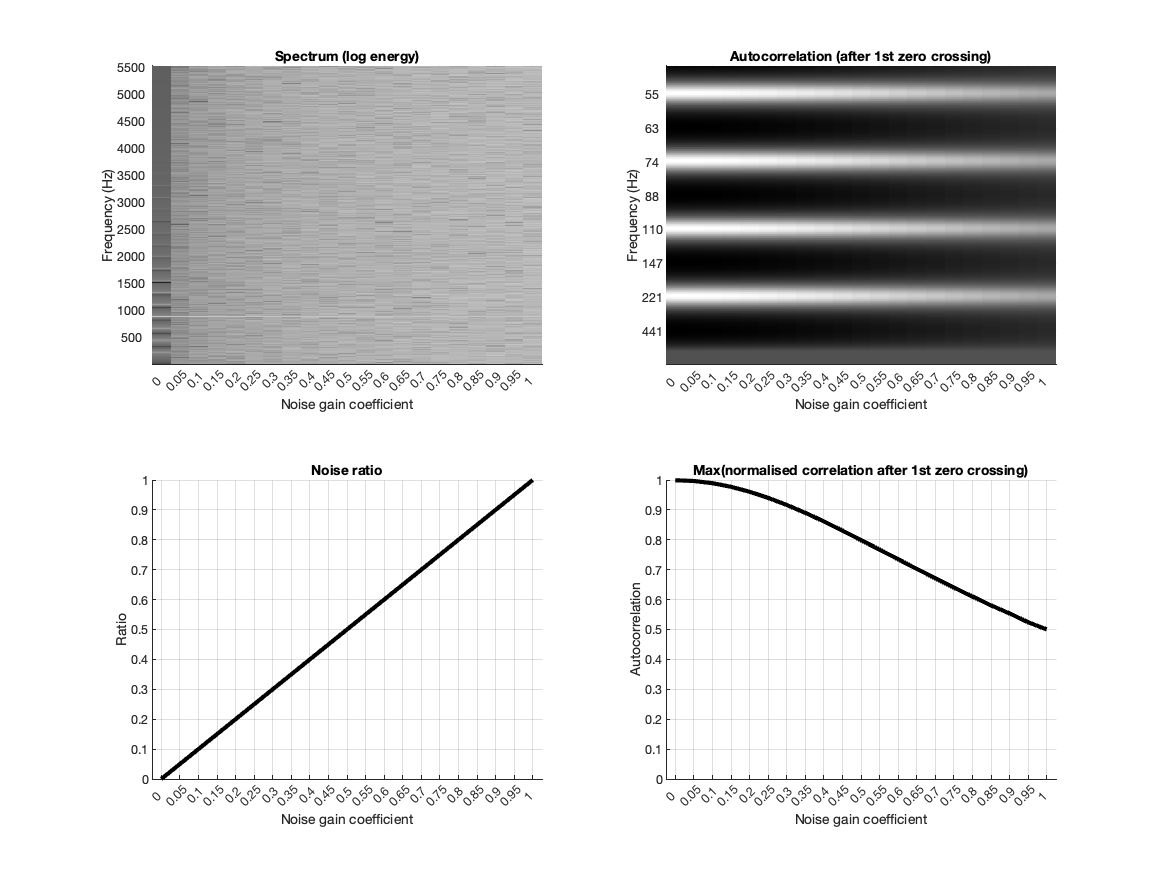 Spectrum (log energy)
5500
5000
4500
4000
3500
3000
2500
2000
1500
1000
500
Frequency (Hz)
0 0.05 0.1 0.15 0.2 0.25 0.3 0.35 0.4 0.45 0.5 0.55 0.6 0.65 0.7 0.75 0.8 0.85 0.9 0.95 1
Noise gain coefficient
Autocorrelation (after 1st zero crossing)
55
63
74
88
110
147
221
441
Frequency (Hz)
0 0.05 0.1 0.15 0.2 0.25 0.3 0.35 0.4 0.45 0.5 0.55 0.6 0.65 0.7 0.75 0.8 0.85 0.9 0.95 1
Noise gain coefficient
Noise ratio
1
0.9
0.8
0.7
0.6
0.5
0.4
0.3
0.2
0.1
0
Ratio
0 0.05 0.1 0.15 0.2 0.25 0.3 0.35 0.4 0.45 0.5 0.55 0.6 0.65 0.7 0.75 0.8 0.85 0.9 0.95 1
Noise gain coefficient
Max(normalised correlation after 1st zero crossing)
1
0.9
0.8
0.7
0.6
0.5
0.4
0.3
0.2
0.1
0
Autocorrelation
0 0.05 0.1 0.15 0.2 0.25 0.3 0.35 0.4 0.45 0.5 0.55 0.6 0.65 0.7 0.75 0.8 0.85 0.9 0.95 1
Noise gain coefficient